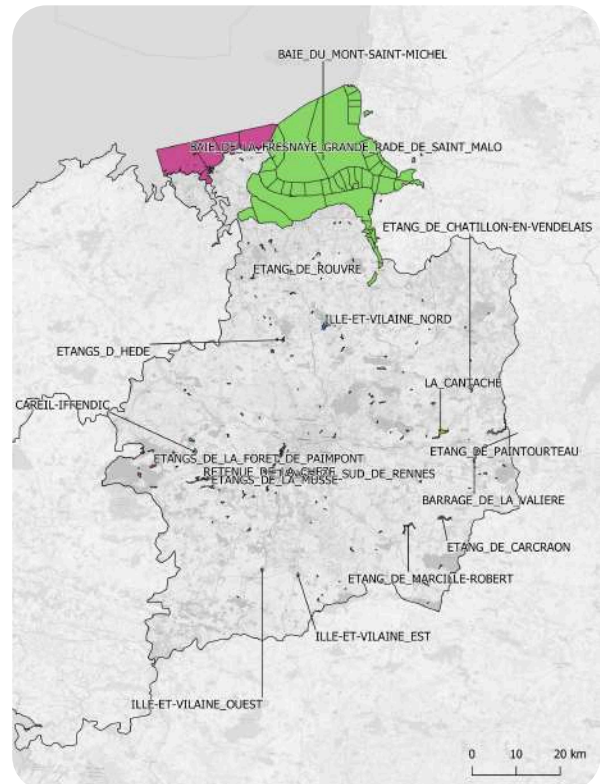 BAIE_DU_MONT-SAINT-MICHEL
BAIE_DE_LA_FRESNAYE_GRANDE_RADE_DE_SAINT_MALO
ETANG_DE_CHATILLON-EN-VENDELAIS
ETANG_DE_ROUVRE
ILLE-ET-VILAINE_NORD
ETANGS_D_HEDE
LA_CANTACHE
CAREIL-IFFENDIC
ETANG_DE_PAINTOURTEAU
ETANGS_DE_LA_FORET_DE_PAIMPONT
RETENUE_DE_LA_CHEZE
SUD_DE_RENNES
ETANGS_DE_LA_MUSSE
BARRAGE_DE_LA_VALIERE
ETANG_DE_CARCRAON
ETANG_DE_MARCILLE-ROBERT
ILLE-ET-VILAINE_EST
ILLE-ET-VILAINE_OUEST
0 10 20 km